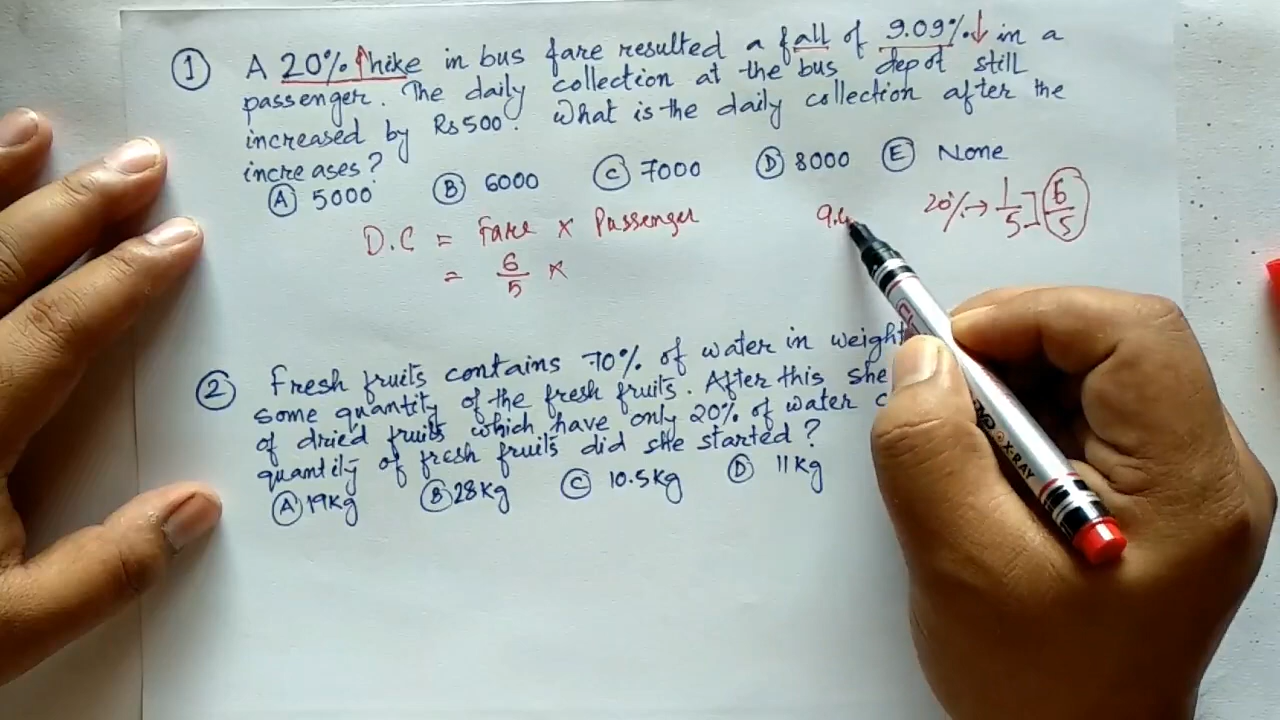 ① A 20% ↑ hike in bus fare resulted a fall of 9.09% ↓ in a
passenger. The daily collection at the bus depot still
increased by Rs 500. What is the daily collection after the
increases?
Ⓐ 5000 Ⓑ 6000 Ⓒ 7000 Ⓓ 8000 Ⓔ None
D.C = Fare × Passenger
= 6/5 ×
20% → 1/5 ] 6/5
② Fresh fruits contains 70% of water in weight
some quantity of the fresh fruits. After this she
of dried fruits which have only 20% of water
quantity of fresh fruits did she started?
Ⓐ 19Kg Ⓑ 28Kg Ⓒ 10.5Kg Ⓓ 11Kg
X-RAY